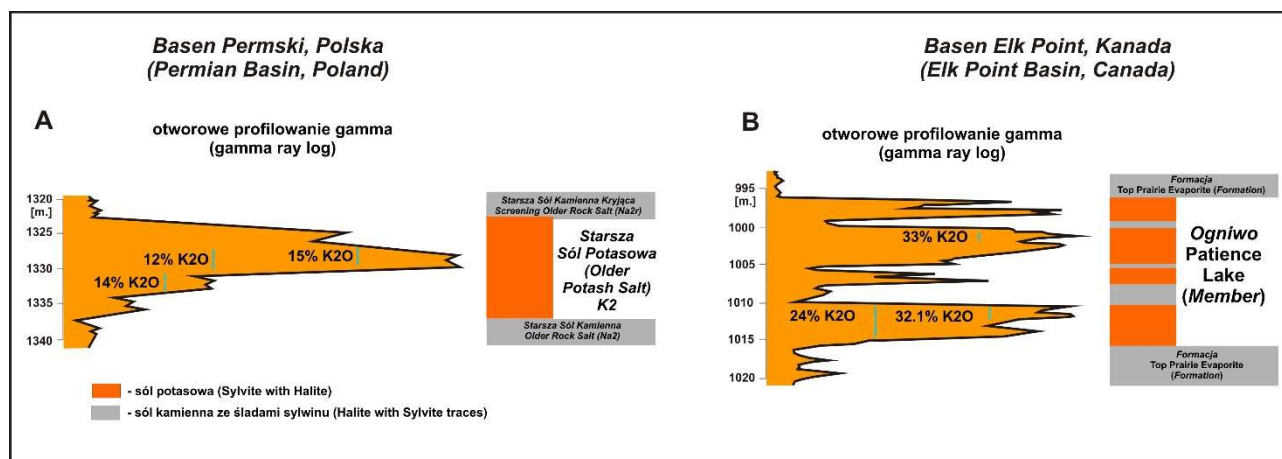 Basen Permski, Polska
(Permian Basin, Poland)
A
otworowe profilowanie gamma
(gamma ray log)
1320
[m.]
1325
1330
1335
1340
12% K2O
15% K2O
14% K2O
Starsza Sól Kamienna Kryjąca
Screening Older Rock Salt (Na2r)
Starsza
Sól Potasowa
(Older
Potash Salt)
K2
Starsza Sól Kamienna
Older Rock Salt (Na2)
- sól potasowa (Sylvite with Halite)
- sól kamienna ze śladami sylwinu (Halite with Sylvite traces)
Basen Elk Point, Kanada
(Elk Point Basin, Canada)
B
otworowe profilowanie gamma
(gamma ray log)
995
[m.]
1000
1005
1010
1015
1020
33% K2O
24% K2O
32.1% K2O
Formacja
Top Prairie Evaporite (Formation)
Ogniwo
Patience
Lake
(Member)
Formacja
Top Prairie Evaporite
(Formation)